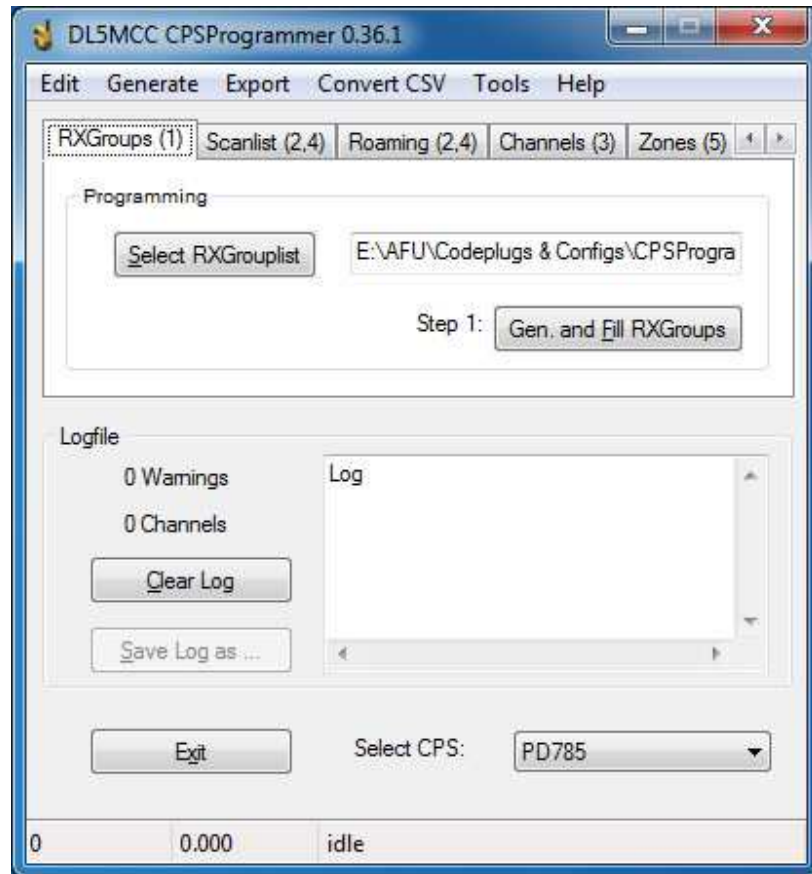 DL5MCC CPSProgrammer 0.36.1
Edit Generate Export Convert CSV Tools Help
RXGroups (1) Scanlist (2,4) Roaming (2,4) Channels (3) Zones (5)
Programming
Select RXGrouplist E:\AFU\Codeplugs & Configs\CPSProgra
Step 1: Gen. and Fill RXGroups
Logfile
0 Warnings Log
0 Channels
Clear Log
Save Log as ...
Exit Select CPS: PD785
0 0.000 idle